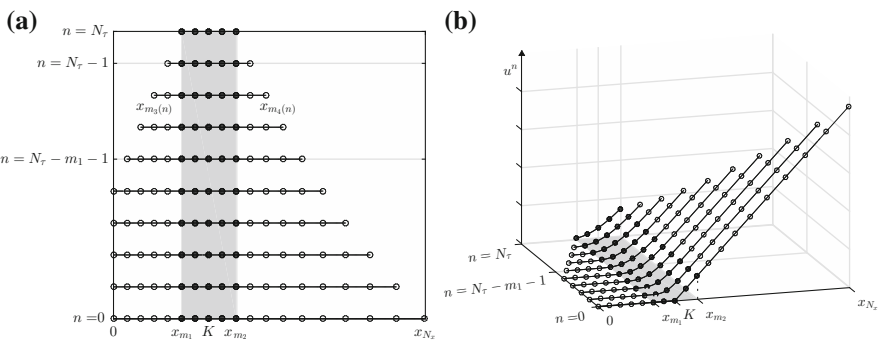 (a)
n = N_τ
n = N_τ − 1
x_{m_3(n)}
x_{m_4(n)}
n = N_τ − m_1 − 1
n = 0
0
x_{m_1}
K
x_{m_2}
x_{N_x}
(b)
u^n
n = N_τ
n = N_τ − m_1 − 1
n = 0
0
x_{m_1}
K
x_{m_2}
x_{N_x}